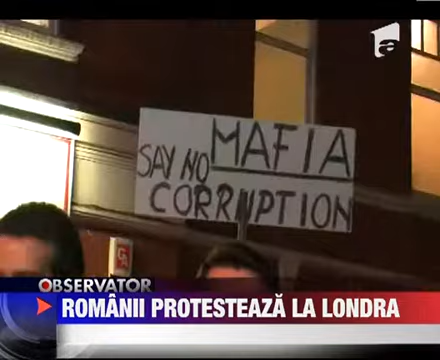 a
MAFIA
SAY NO
CORRUPTION
OBSERVATOR
ROMÂNII PROTESTEAZĂ LA LONDRA